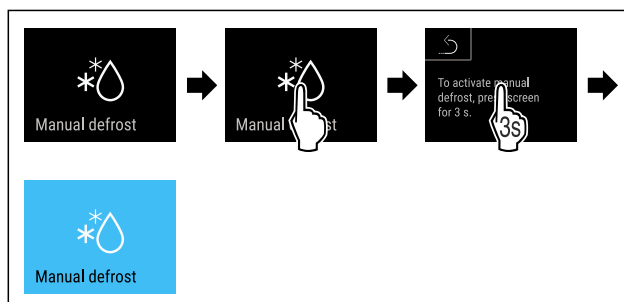 Manual defrost
Manual
To activate manual
defrost, press screen
for 3 s.
3s
Manual defrost